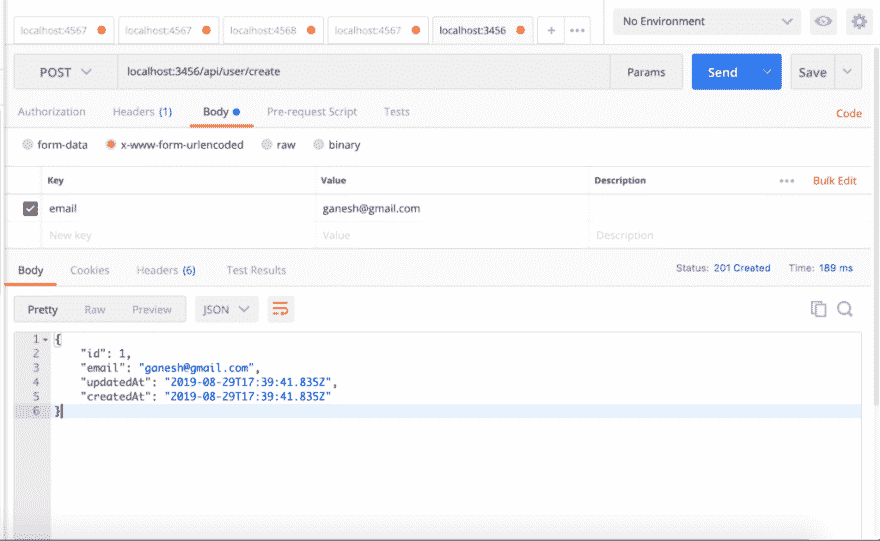 localhost:4567 localhost:4567 localhost:4568 localhost:4567 localhost:3456 + ••• No Environment
POST localhost:3456/api/user/create Params Send Save
Authorization Headers (1) Body Pre-request Script Tests Code
form-data x-www-form-urlencoded raw binary
Key Value Description ••• Bulk Edit
email ganesh@gmail.com
New key Value Description
Body Cookies Headers (6) Test Results Status: 201 Created Time: 189 ms
Pretty Raw Preview JSON
1 {
2 "id": 1,
3 "email": "ganesh@gmail.com",
4 "updatedAt": "2019-08-29T17:39:41.835Z",
5 "createdAt": "2019-08-29T17:39:41.835Z"
6 }